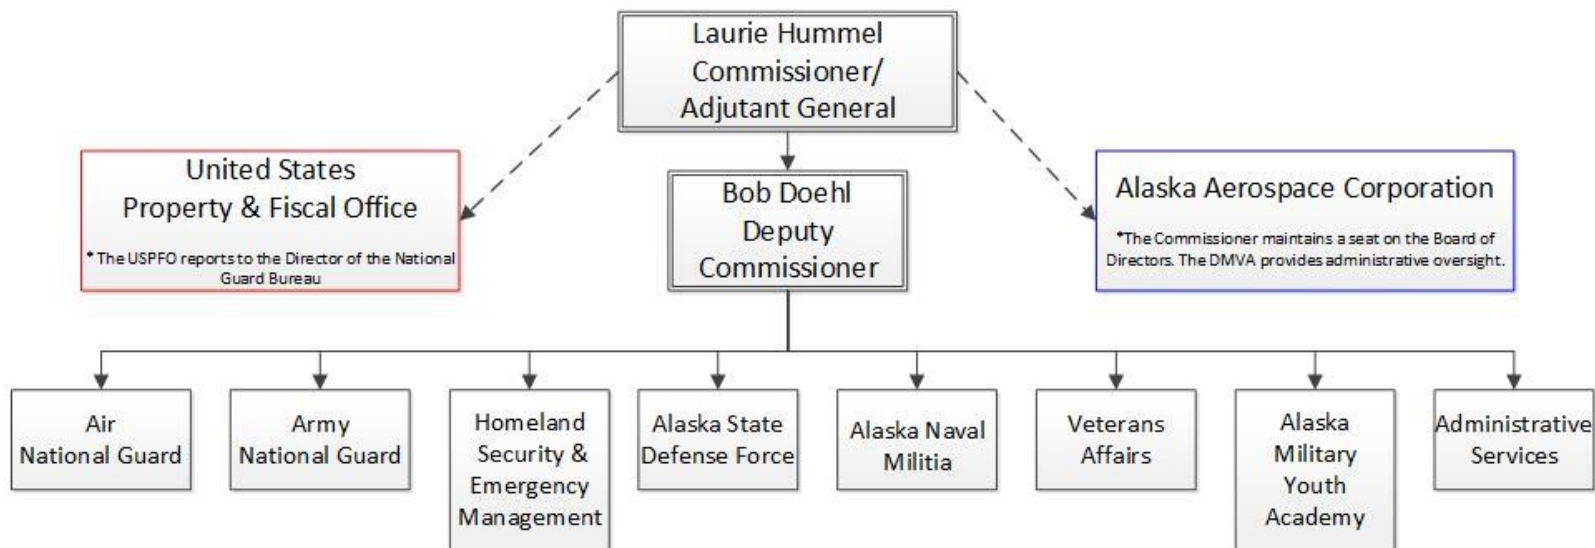 Laurie Hummel
Commissioner/
Adjutant General
United States
Property & Fiscal Office
* The USPFO reports to the Director of the National
Guard Bureau
Bob Doehl
Deputy
Commissioner
Alaska Aerospace Corporation
*The Commissioner maintains a seat on the Board of
Directors. The DMVA provides administrative oversight.
Air
National Guard
Army
National Guard
Homeland
Security &
Emergency
Management
Alaska State
Defense Force
Alaska Naval
Militia
Veterans
Affairs
Alaska
Military
Youth
Academy
Administrative
Services